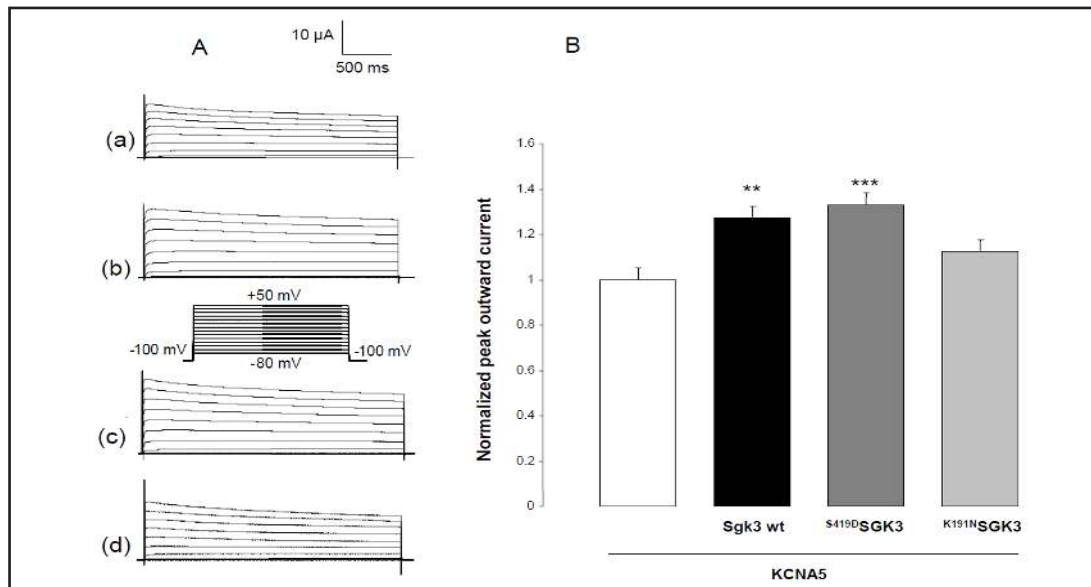 A
10 µA
500 ms
(a)
(b)
+50 mV
-100 mV
-100 mV
-80 mV
(c)
(d)
B
Normalized peak outward current
1.6
1.4
1.2
1
0.8
0.6
0.4
0.2
0
**
***
Sgk3 wt
S419DSGK3
K191NSGK3
KCNA5